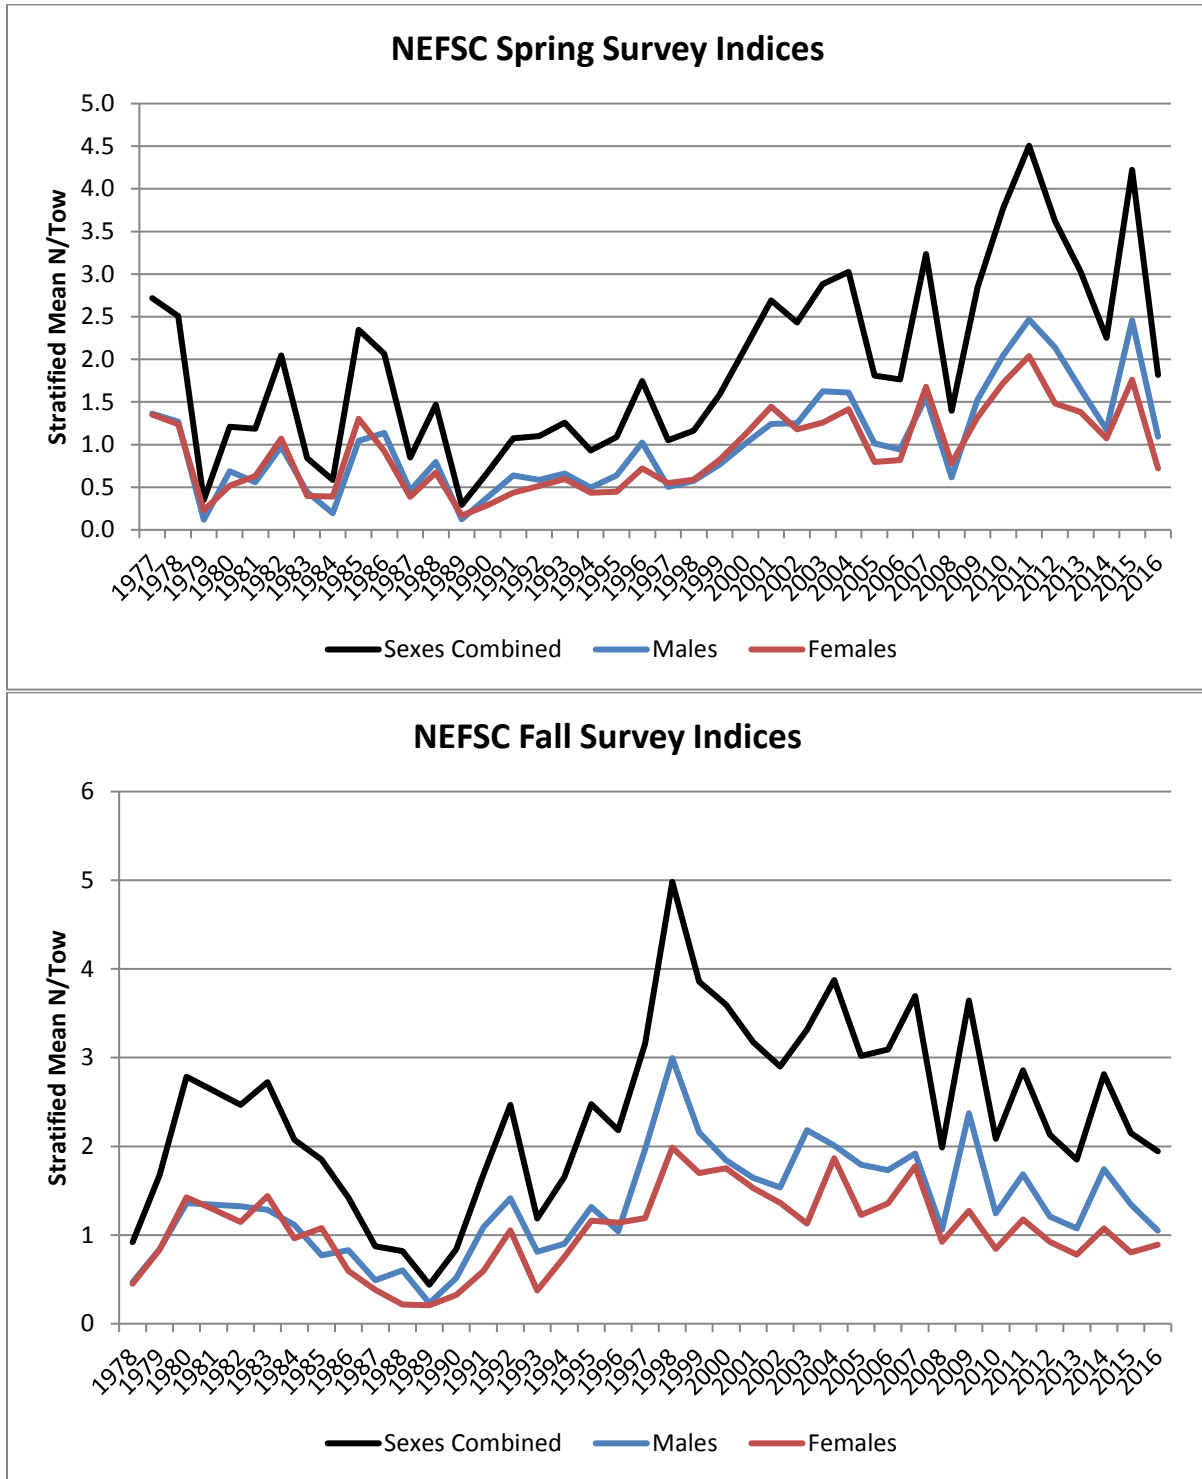 NEFSC Spring Survey Indices
5.0
4.5
4.0
3.5
3.0
2.5
2.0
1.5
1.0
0.5
0.0
Stratified Mean N/Tow
1977 1978 1979 1980 1981 1982 1983 1984 1985 1986 1987 1988 1989 1990 1991 1992 1993 1994 1995 1996 1997 1998 1999 2000 2001 2002 2003 2004 2005 2006 2007 2008 2009 2010 2011 2012 2013 2014 2015 2016
Sexes Combined Males Females
NEFSC Fall Survey Indices
6
5
4
3
2
1
0
Stratified Mean N/Tow
1978 1979 1980 1981 1982 1983 1984 1985 1986 1987 1988 1989 1990 1991 1992 1993 1994 1995 1996 1997 1998 1999 2000 2001 2002 2003 2004 2005 2006 2007 2008 2009 2010 2011 2012 2013 2014 2015 2016
Sexes Combined Males Females